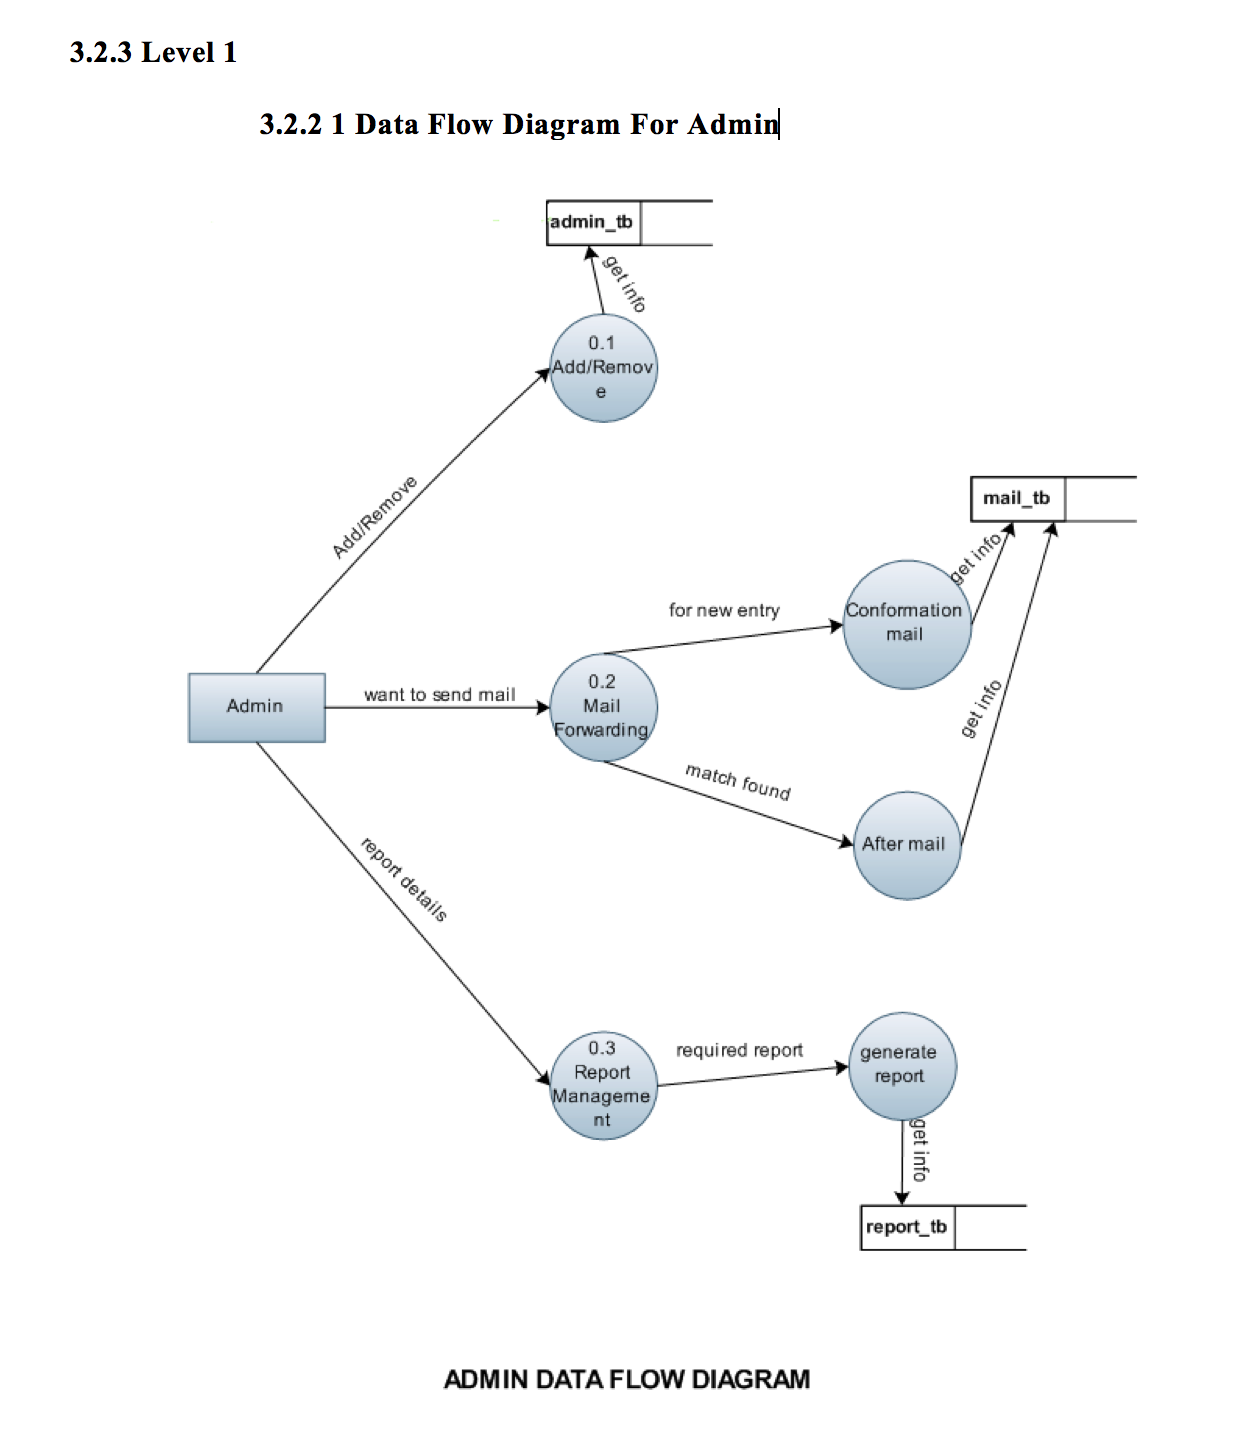 3.2.3 Level 1
3.2.2 1 Data Flow Diagram For Admin
admin_tb
get info
0.1
Add/Remov
e
Add/Remove
mail_tb
get info
for new entry
Conformation
mail
Admin
want to send mail
0.2
Mail
Forwarding
get info
match found
After mail
report details
0.3
Report
Manageme
nt
required report
generate
report
get info
report_tb
ADMIN DATA FLOW DIAGRAM